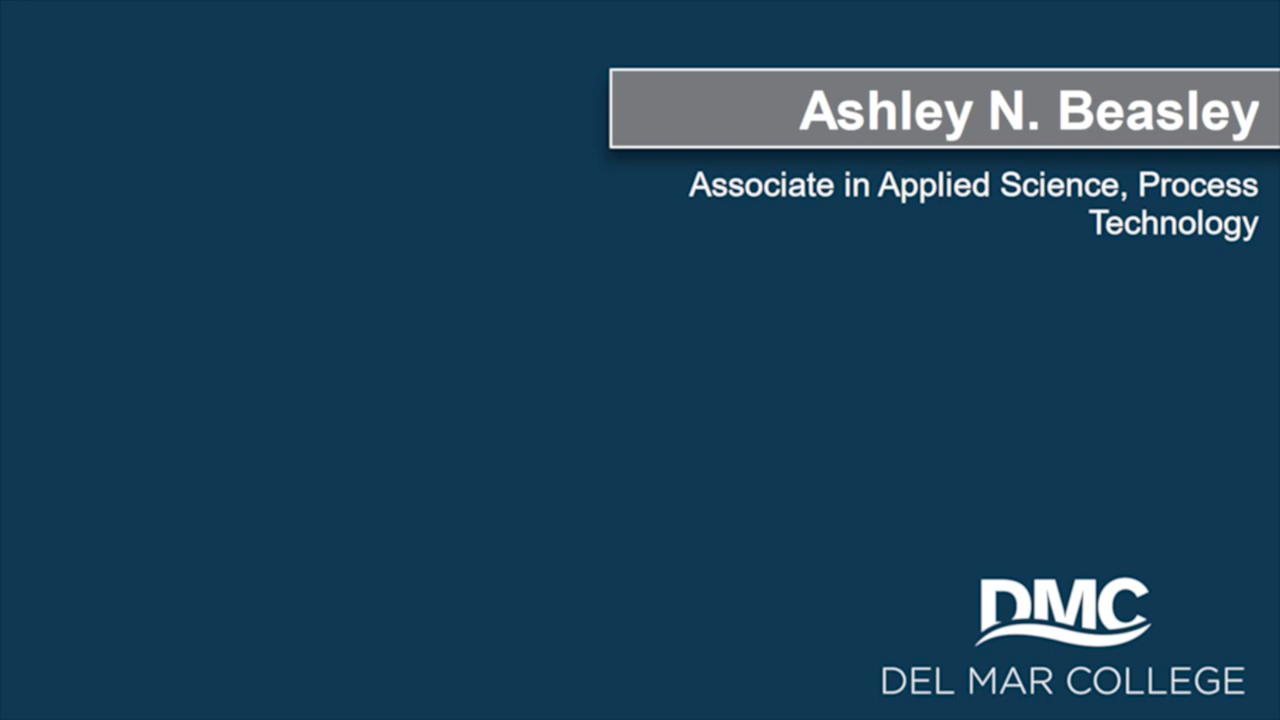 Ashley N. Beasley
Associate in Applied Science, Process
Technology
DMC
DEL MAR COLLEGE